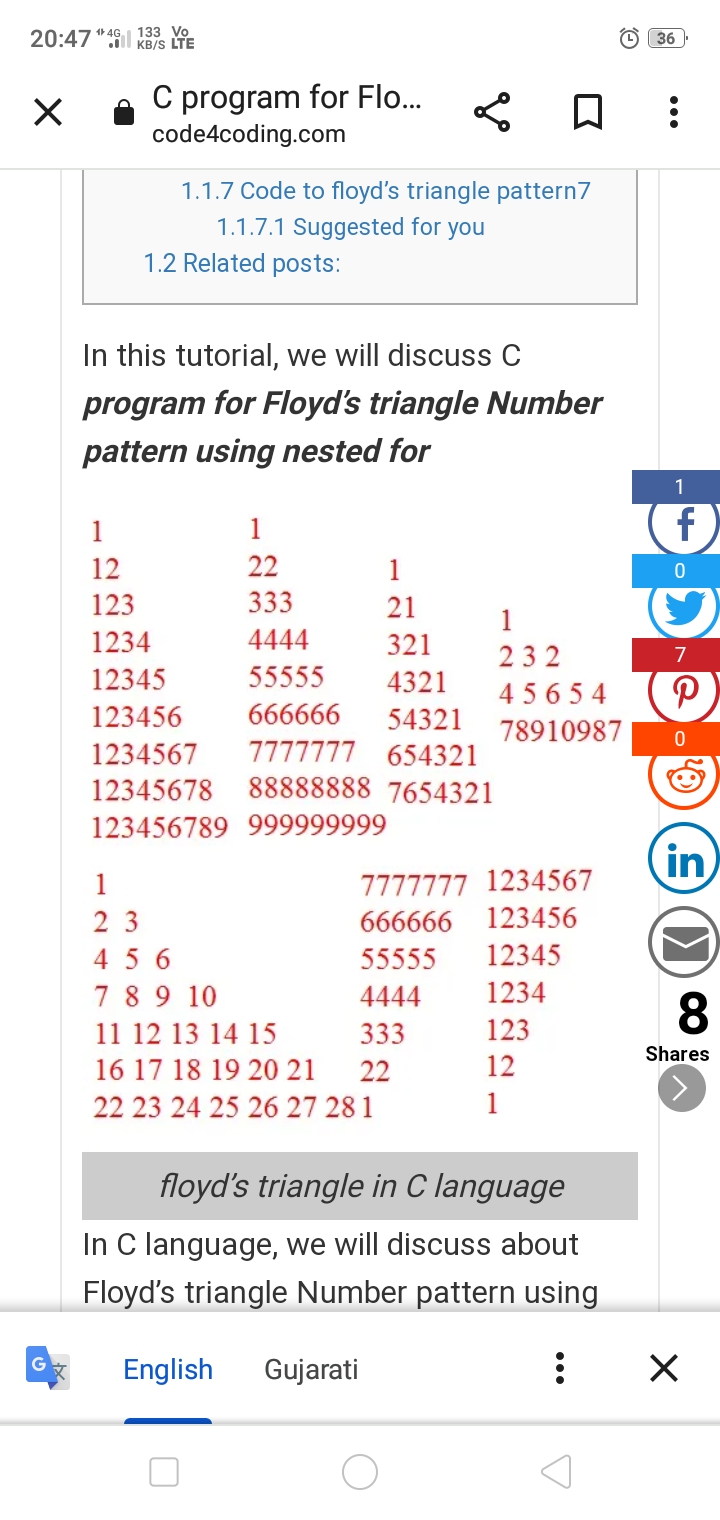 20:47 4G 133 KB/S Vo LTE 36
C program for Flo...
code4coding.com
1.1.7 Code to floyd's triangle pattern7
1.1.7.1 Suggested for you
1.2 Related posts:
In this tutorial, we will discuss C
program for Floyd's triangle Number
pattern using nested for
1
12
123
1234
12345
123456
1234567
12345678
123456789
1
22
333
4444
55555
666666
7777777
88888888
999999999
1
21
321
4321
54321
654321
7654321
1
2 3 2
4 5 6 5 4
78910987
1
2 3
4 5 6
7 8 9 10
11 12 13 14 15
16 17 18 19 20 21
22 23 24 25 26 27 28
7777777
666666
55555
4444
333
22
1
1234567
123456
12345
1234
123
12
1
1
f
0
7
0
in
8
Shares
floyd's triangle in C language
In C language, we will discuss about
Floyd's triangle Number pattern using
G 文
English Gujarati